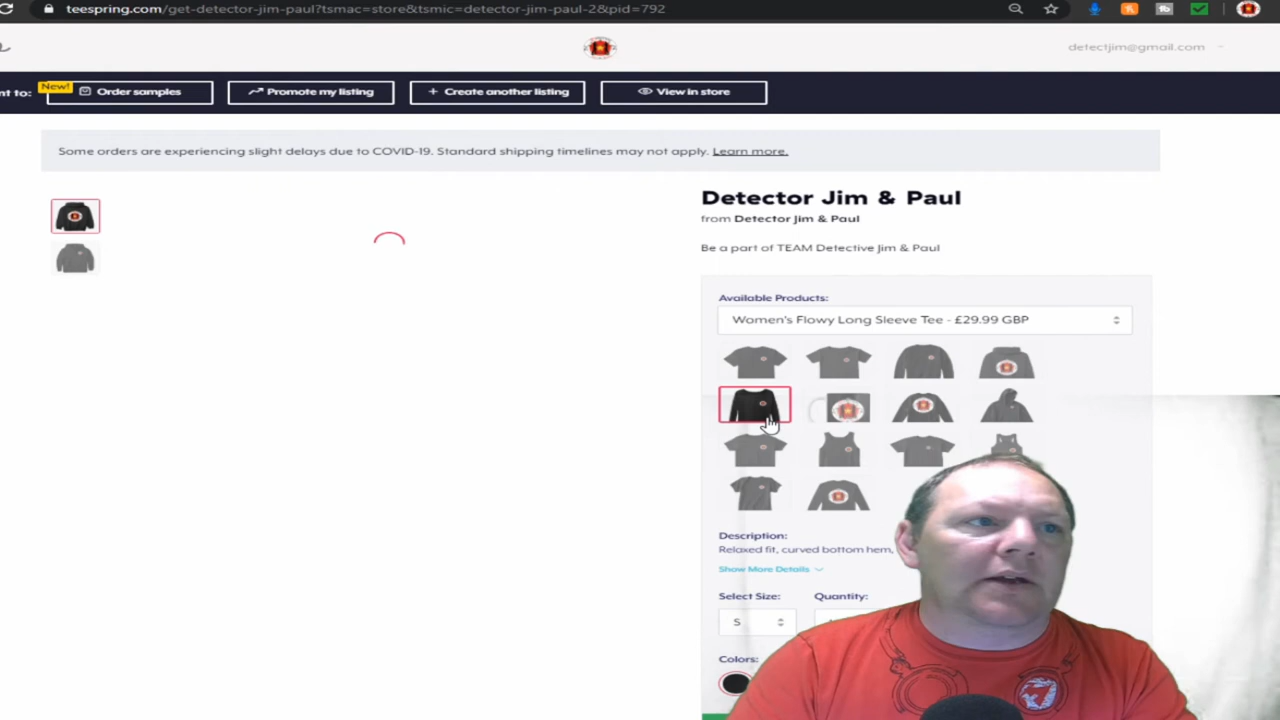 teespring.com/get-detector-jim-paul?tsmac=store&tsmic=detector-jim-paul-2&pid=792
detectjim@gmail.com
nt to:
New!
Order samples
Promote my listing
+ Create another listing
View in store
Some orders are experiencing slight delays due to COVID-19. Standard shipping timelines may not apply. Learn more.
Detector Jim & Paul
from Detector Jim & Paul
Be a part of TEAM Detective Jim & Paul
Available Products:
Women's Flowy Long Sleeve Tee - £29.99 GBP
Description:
Relaxed fit, curved bottom hem,
Show More Details
Select Size:
Quantity:
S
Colors: